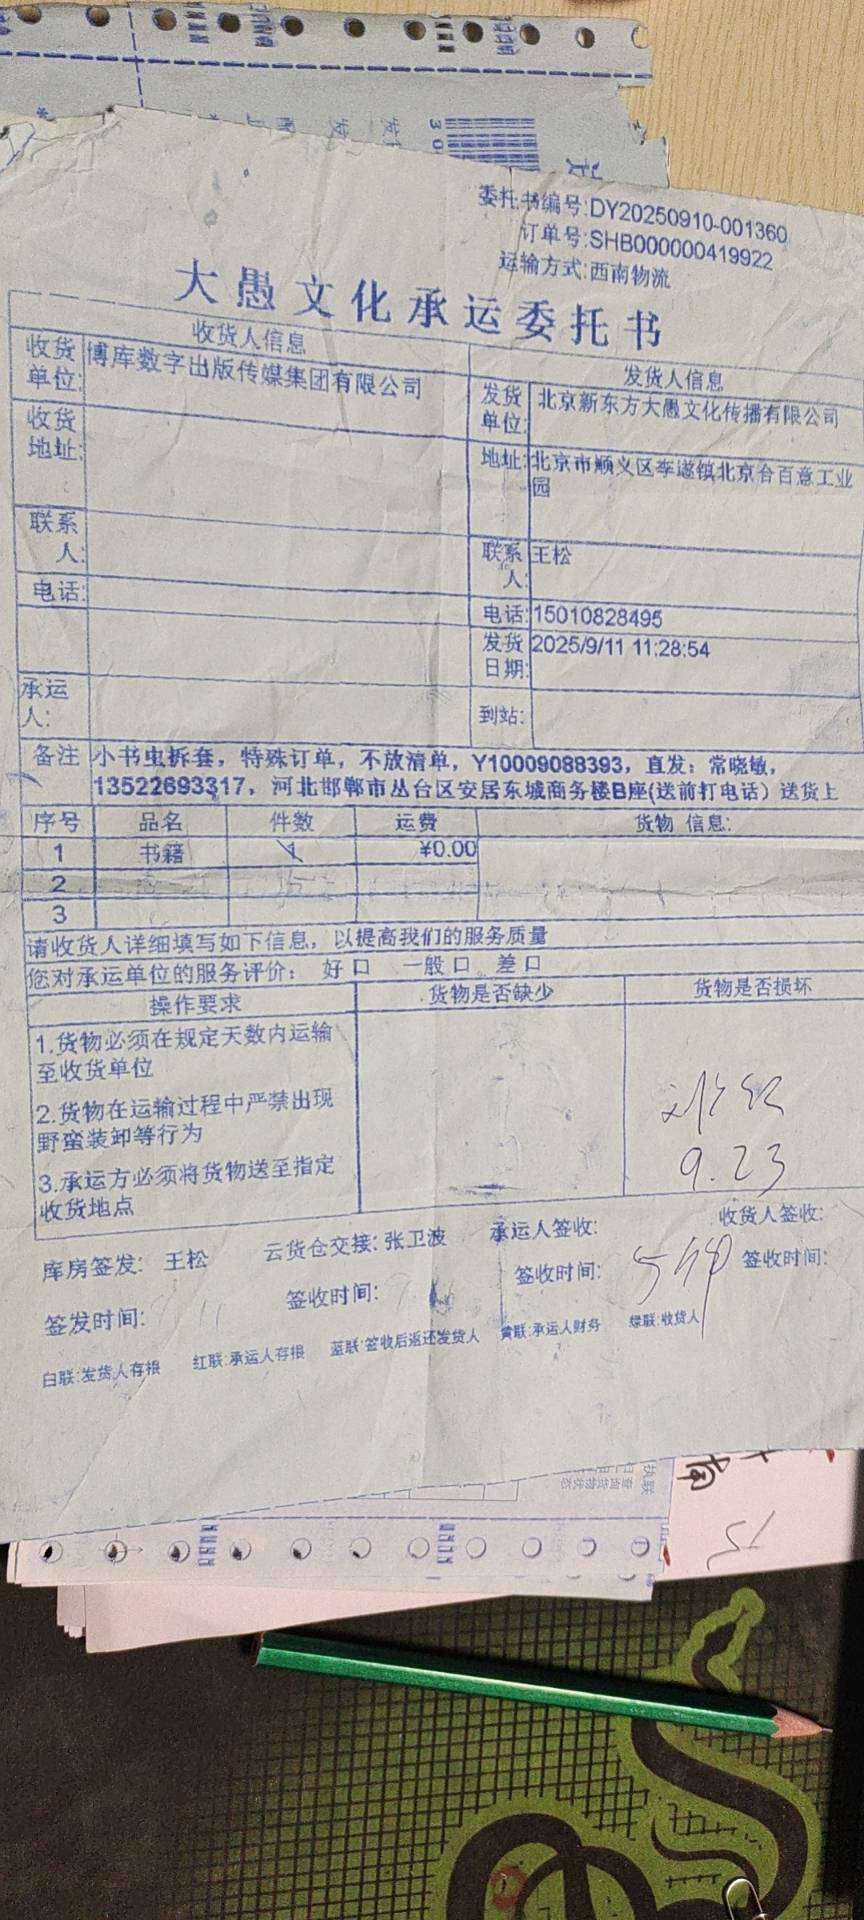 委托书编号:DY20250910-001360
订单号:SHB000000419922
运输方式:西南物流
大愚文化承运委托书
收货人信息
发货人信息
收货单位: 博库数字出版传媒集团有限公司
发货单位: 北京新东方大愚文化传播有限公司
收货地址:
地址: 北京市顺义区李遂镇北京合百意工业园
联系人:
联系人: 王松
电话:
电话: 15010828495
发货日期: 2025/9/11 11:28:54
承运人:
到站:
备注 小书虫拆套，特殊订单，不放清单，Y10009088393，直发：常晓敏，
13522693317，河北邯郸市丛台区安居东城商务楼B座(送前打电话）送货上
序号 品名 件数 运费 货物 信息:
1 书籍 1 ¥0.00
2
3
请收货人详细填写如下信息，以提高我们的服务质量
您对承运单位的服务评价： 好口 一般口 差口
操作要求 货物是否缺少 货物是否损坏
1.货物必须在规定天数内运输
至收货单位
2.货物在运输过程中严禁出现
野蛮装卸等行为
3.承运方必须将货物送至指定
收货地点
9.23
库房签发: 王松 云货仓交接: 张卫波 承运人签收: 收货人签收:
签发时间: 签收时间: 签收时间: 签收时间:
白联:发货人存根 红联:承运人存根 蓝联:签收后返还发货人 黄联:承运人财务 绿联:收货人